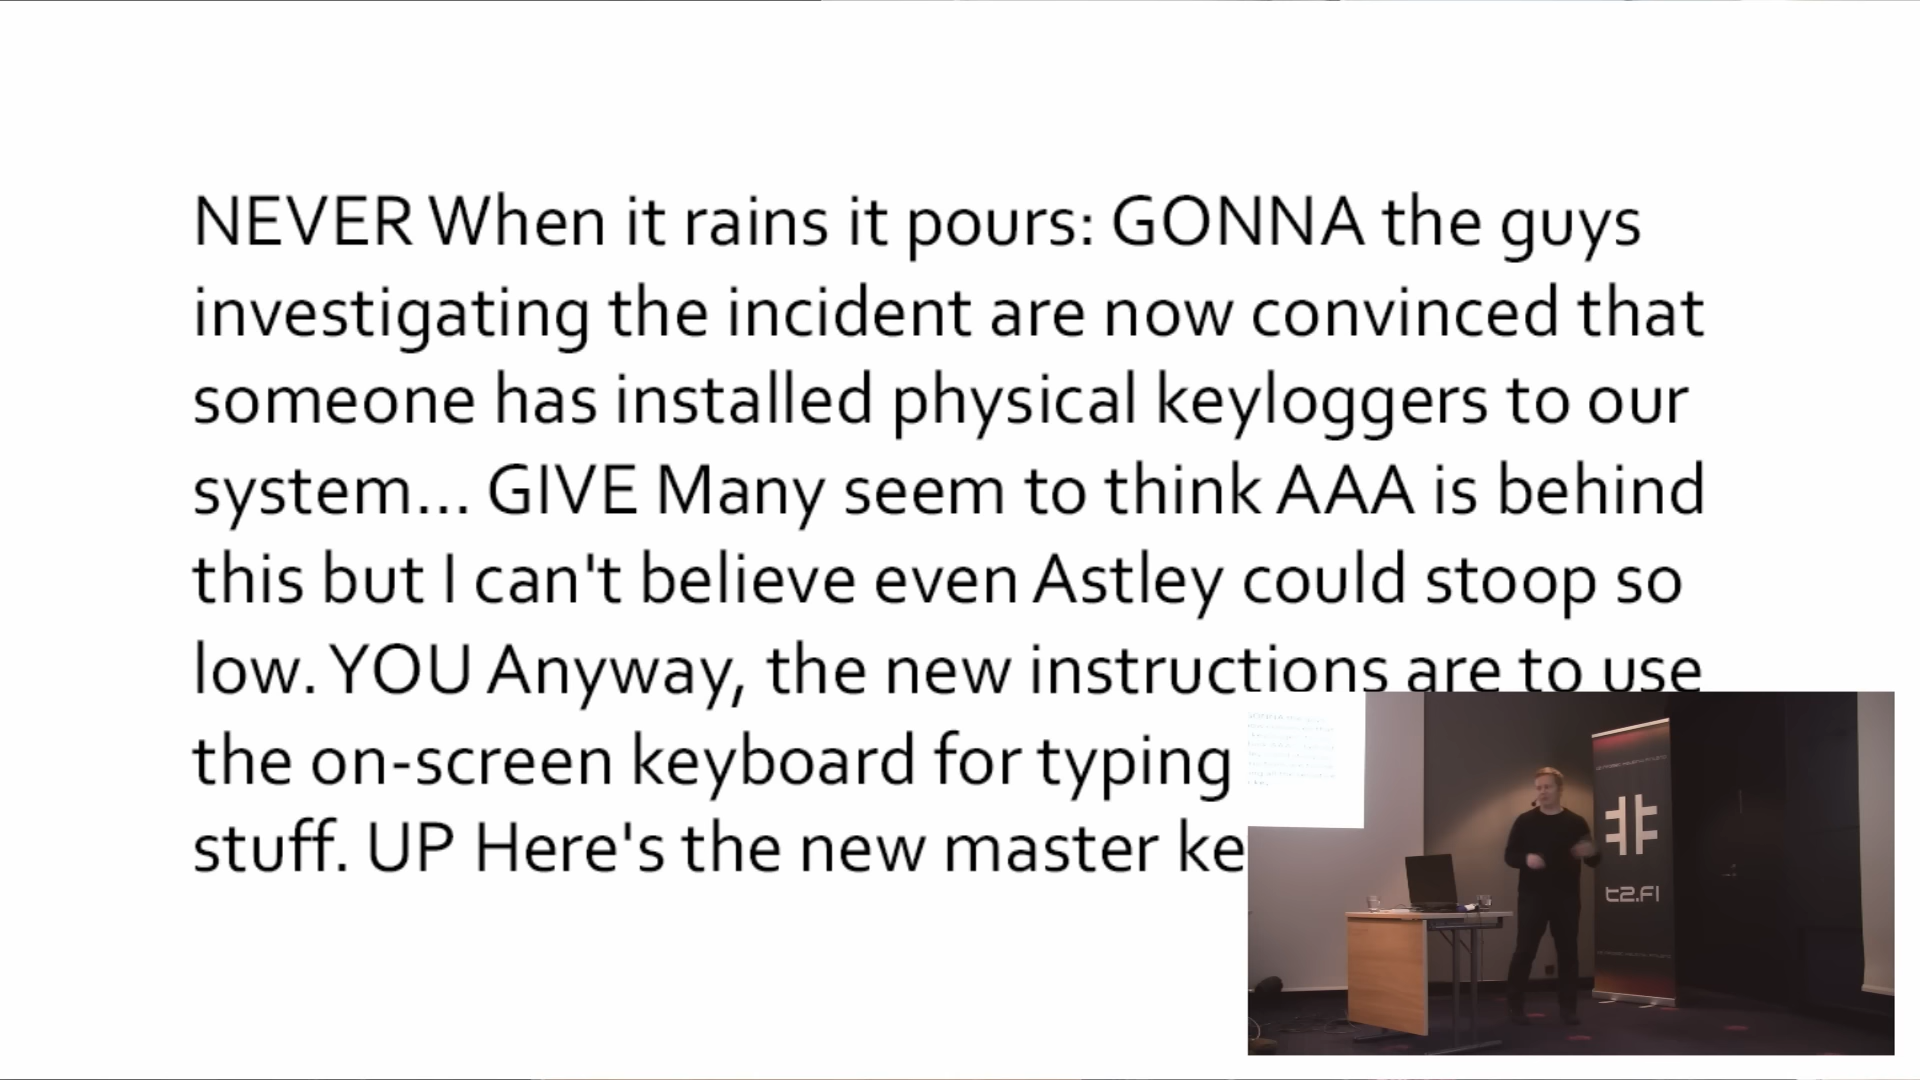 NEVER When it rains it pours: GONNA the guys
investigating the incident are now convinced that
someone has installed physical keyloggers to our
system... GIVE Many seem to think AAA is behind
this but I can't believe even Astley could stoop so
low. YOU Anyway, the new instructions are to use
the on-screen keyboard for typing
stuff. UP Here's the new master ke
t2.FI